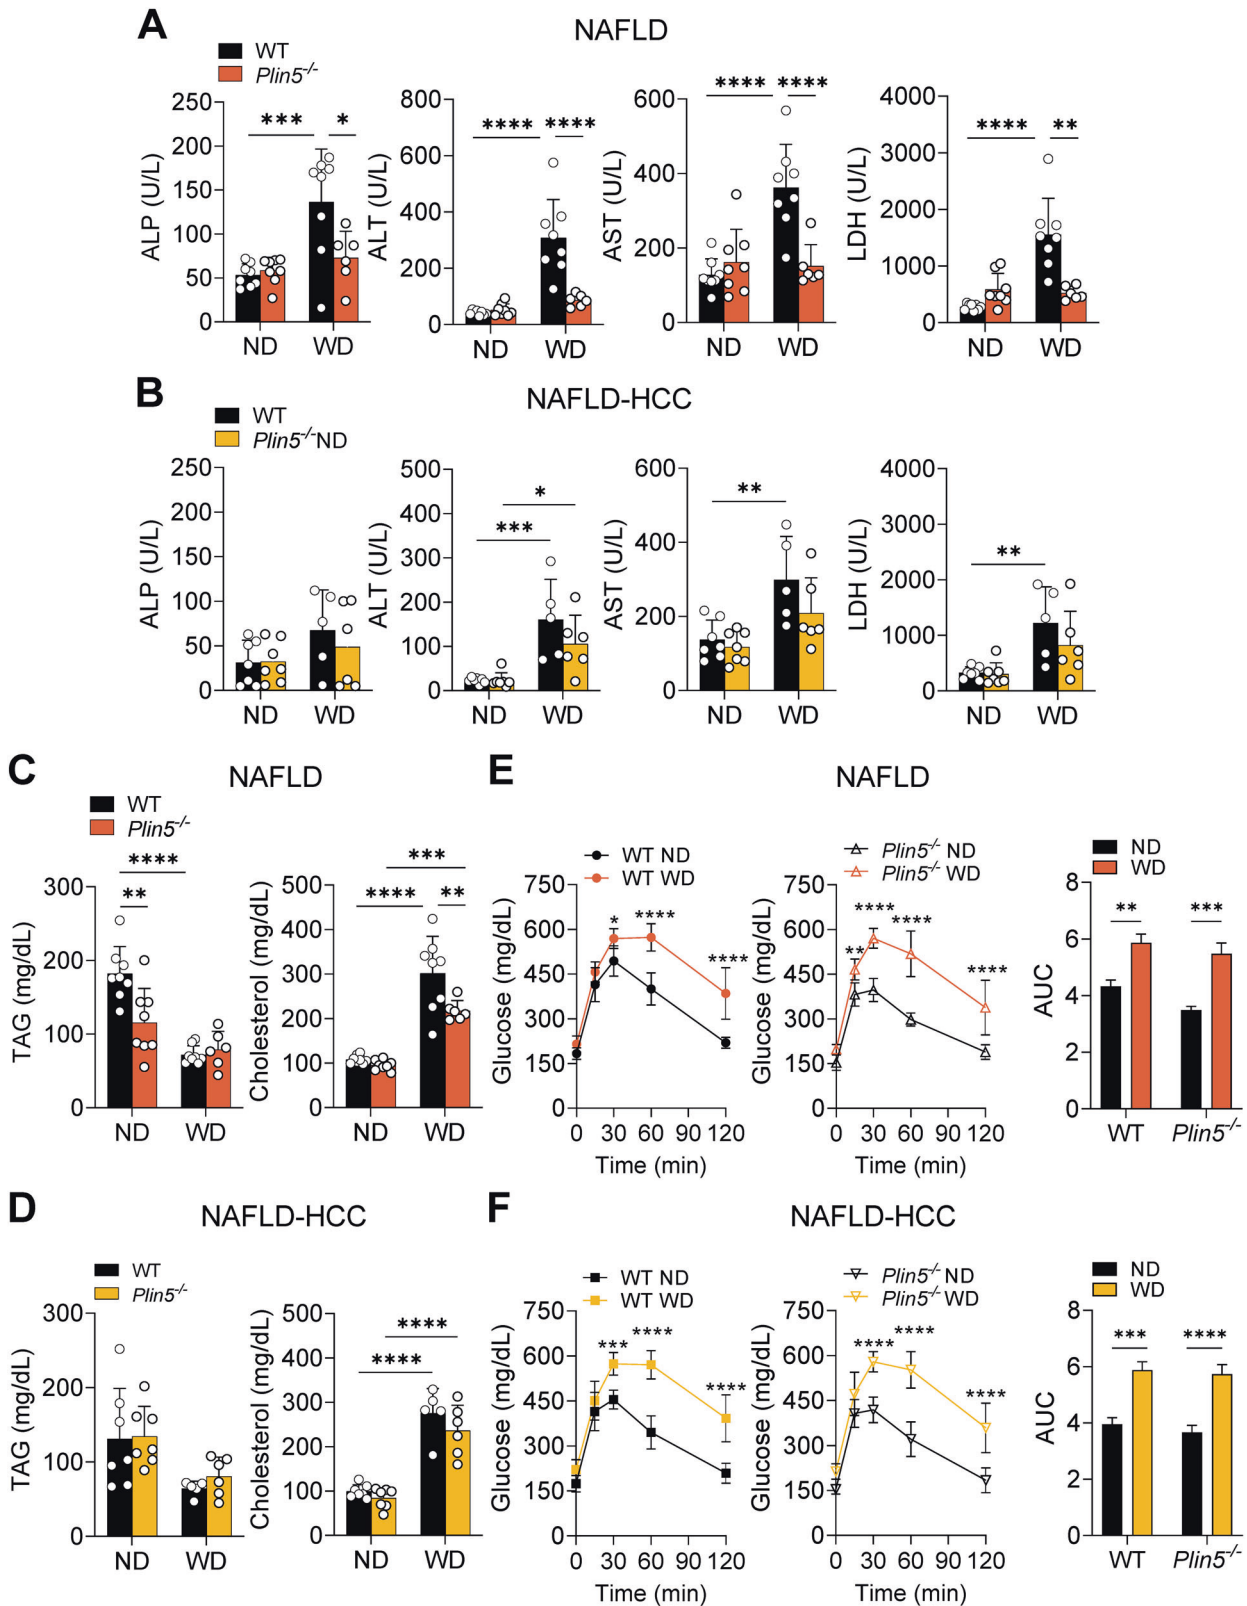 A
NAFLD
WT
Plin5-/-
ALP (U/L)
250
200
150
100
50
0
ND
WD
***
*
ALT (U/L)
800
600
400
200
0
ND
WD
****
****
AST (U/L)
600
400
200
0
ND
WD
****
****
LDH (U/L)
4000
3000
2000
1000
0
ND
WD
****
**
B
NAFLD-HCC
WT
Plin5-/-ND
ALP (U/L)
250
200
150
100
50
0
ND
WD
ALT (U/L)
500
400
300
200
100
0
ND
WD
*
***
AST (U/L)
600
400
200
0
ND
WD
**
LDH (U/L)
4000
3000
2000
1000
0
ND
WD
**
C
NAFLD
WT
Plin5-/-
TAG (mg/dL)
300
200
100
0
ND
WD
****
**
Cholesterol (mg/dL)
500
400
300
200
100
0
ND
WD
***
****
**
E
NAFLD
WT ND
WT WD
Glucose (mg/dL)
750
600
450
300
150
0
0 30 60 90 120
Time (min)
*
****
****
Plin5-/- ND
Plin5-/- WD
Glucose (mg/dL)
750
600
450
300
150
0
0 30 60 90 120
Time (min)
**
****
****
****
ND
WD
AUC
8
6
4
2
0
WT
Plin5-/-
**
***
D
NAFLD-HCC
WT
Plin5-/-
TAG (mg/dL)
300
200
100
0
ND
WD
Cholesterol (mg/dL)
500
400
300
200
100
0
ND
WD
****
****
F
NAFLD-HCC
WT ND
WT WD
Glucose (mg/dL)
750
600
450
300
150
0
0 30 60 90 120
Time (min)
***
****
****
Plin5-/- ND
Plin5-/- WD
Glucose (mg/dL)
750
600
450
300
150
0
0 30 60 90 120
Time (min)
****
****
****
ND
WD
AUC
8
6
4
2
0
WT
Plin5-/-
***
****